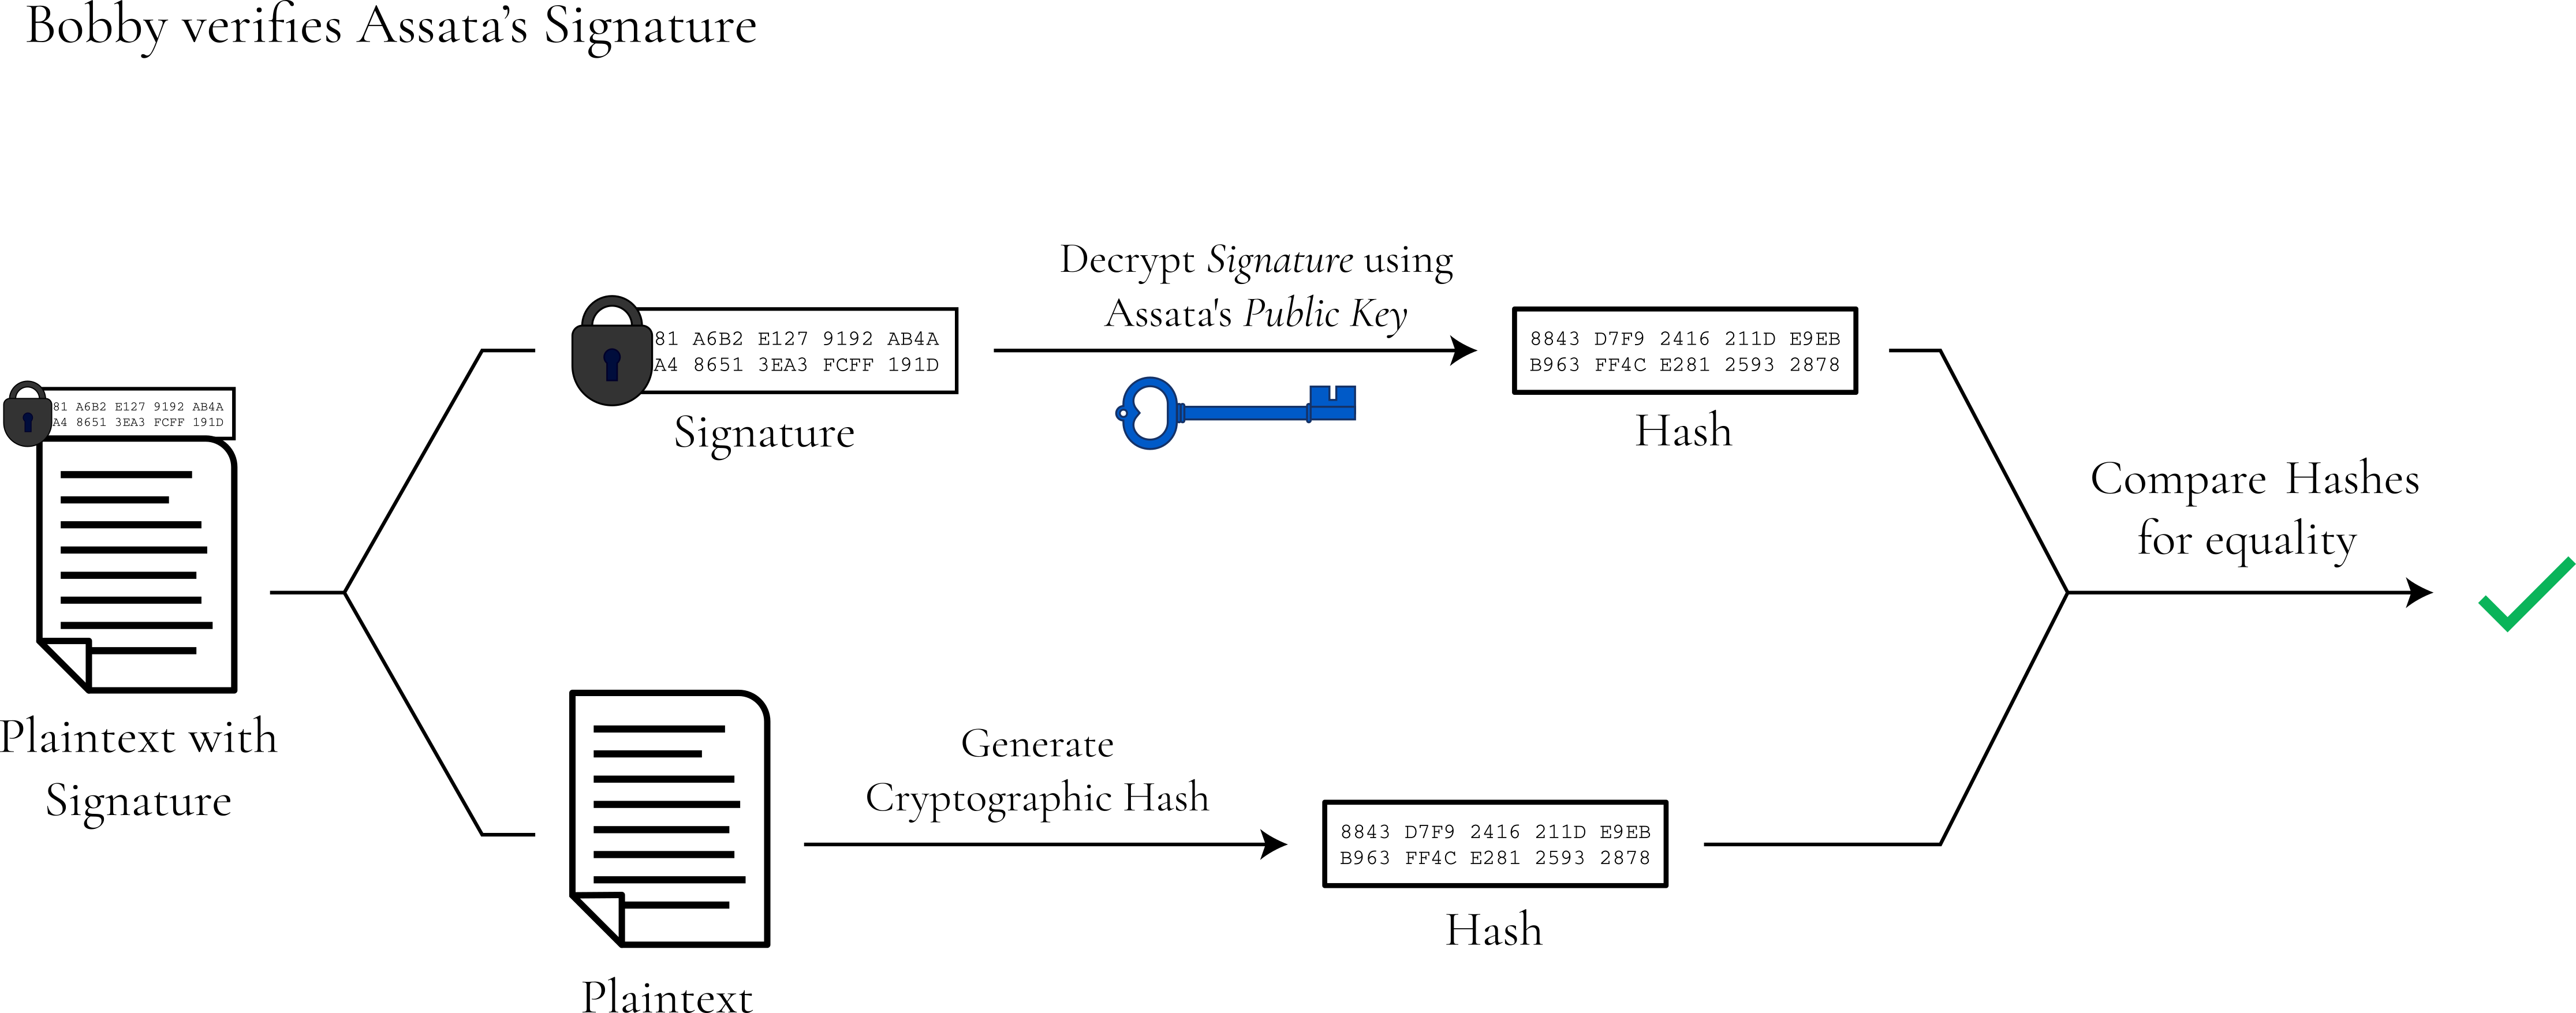 Bobby verifies Assata’s Signature
81 A6B2 E127 9192 AB4A
A4 8651 3EA3 FCFF 191D
Plaintext with
Signature
81 A6B2 E127 9192 AB4A
A4 8651 3EA3 FCFF 191D
Signature
Decrypt Signature using
Assata's Public Key
8843 D7F9 2416 211D E9EB
B963 FF4C E281 2593 2878
Hash
Plaintext
Generate
Cryptographic Hash
8843 D7F9 2416 211D E9EB
B963 FF4C E281 2593 2878
Hash
Compare Hashes
for equality